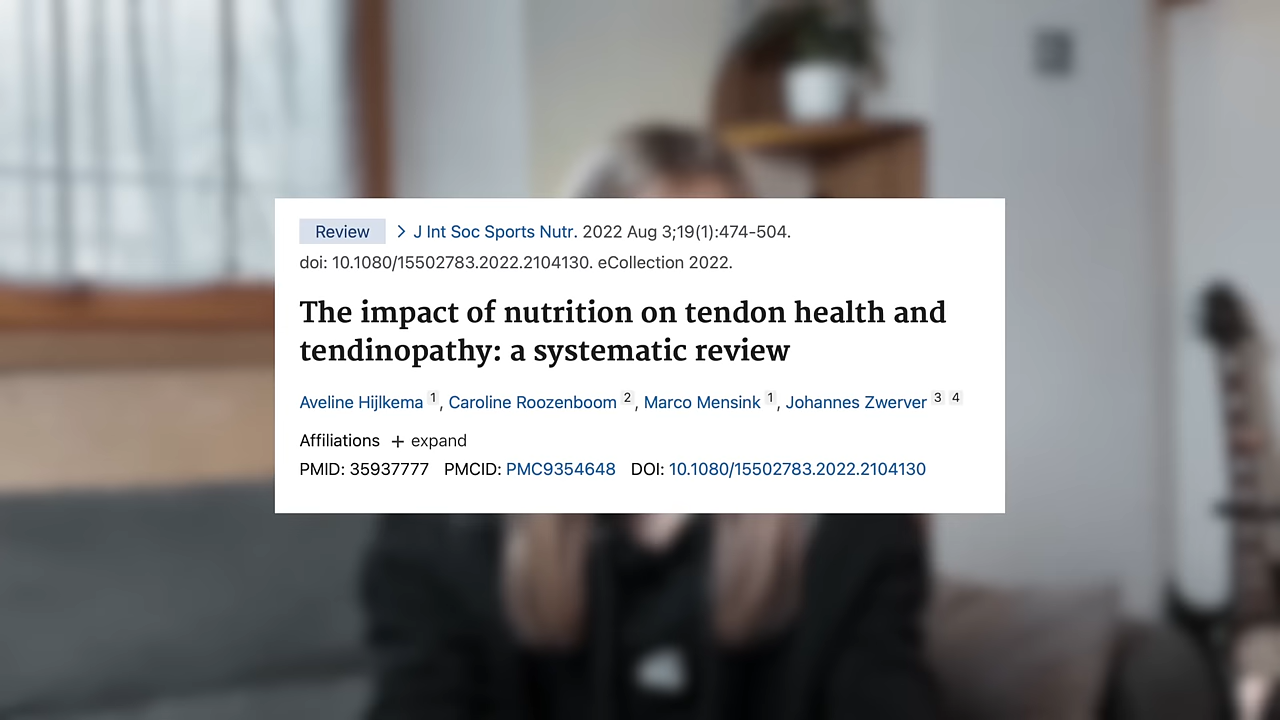 Review > J Int Soc Sports Nutr. 2022 Aug 3;19(1):474-504.
doi: 10.1080/15502783.2022.2104130. eCollection 2022.
The impact of nutrition on tendon health and
tendinopathy: a systematic review
Aveline Hijlkema 1, Caroline Roozenboom 2, Marco Mensink 1, Johannes Zwerver 3 4
Affiliations + expand
PMID: 35937777 PMCID: PMC9354648 DOI: 10.1080/15502783.2022.2104130